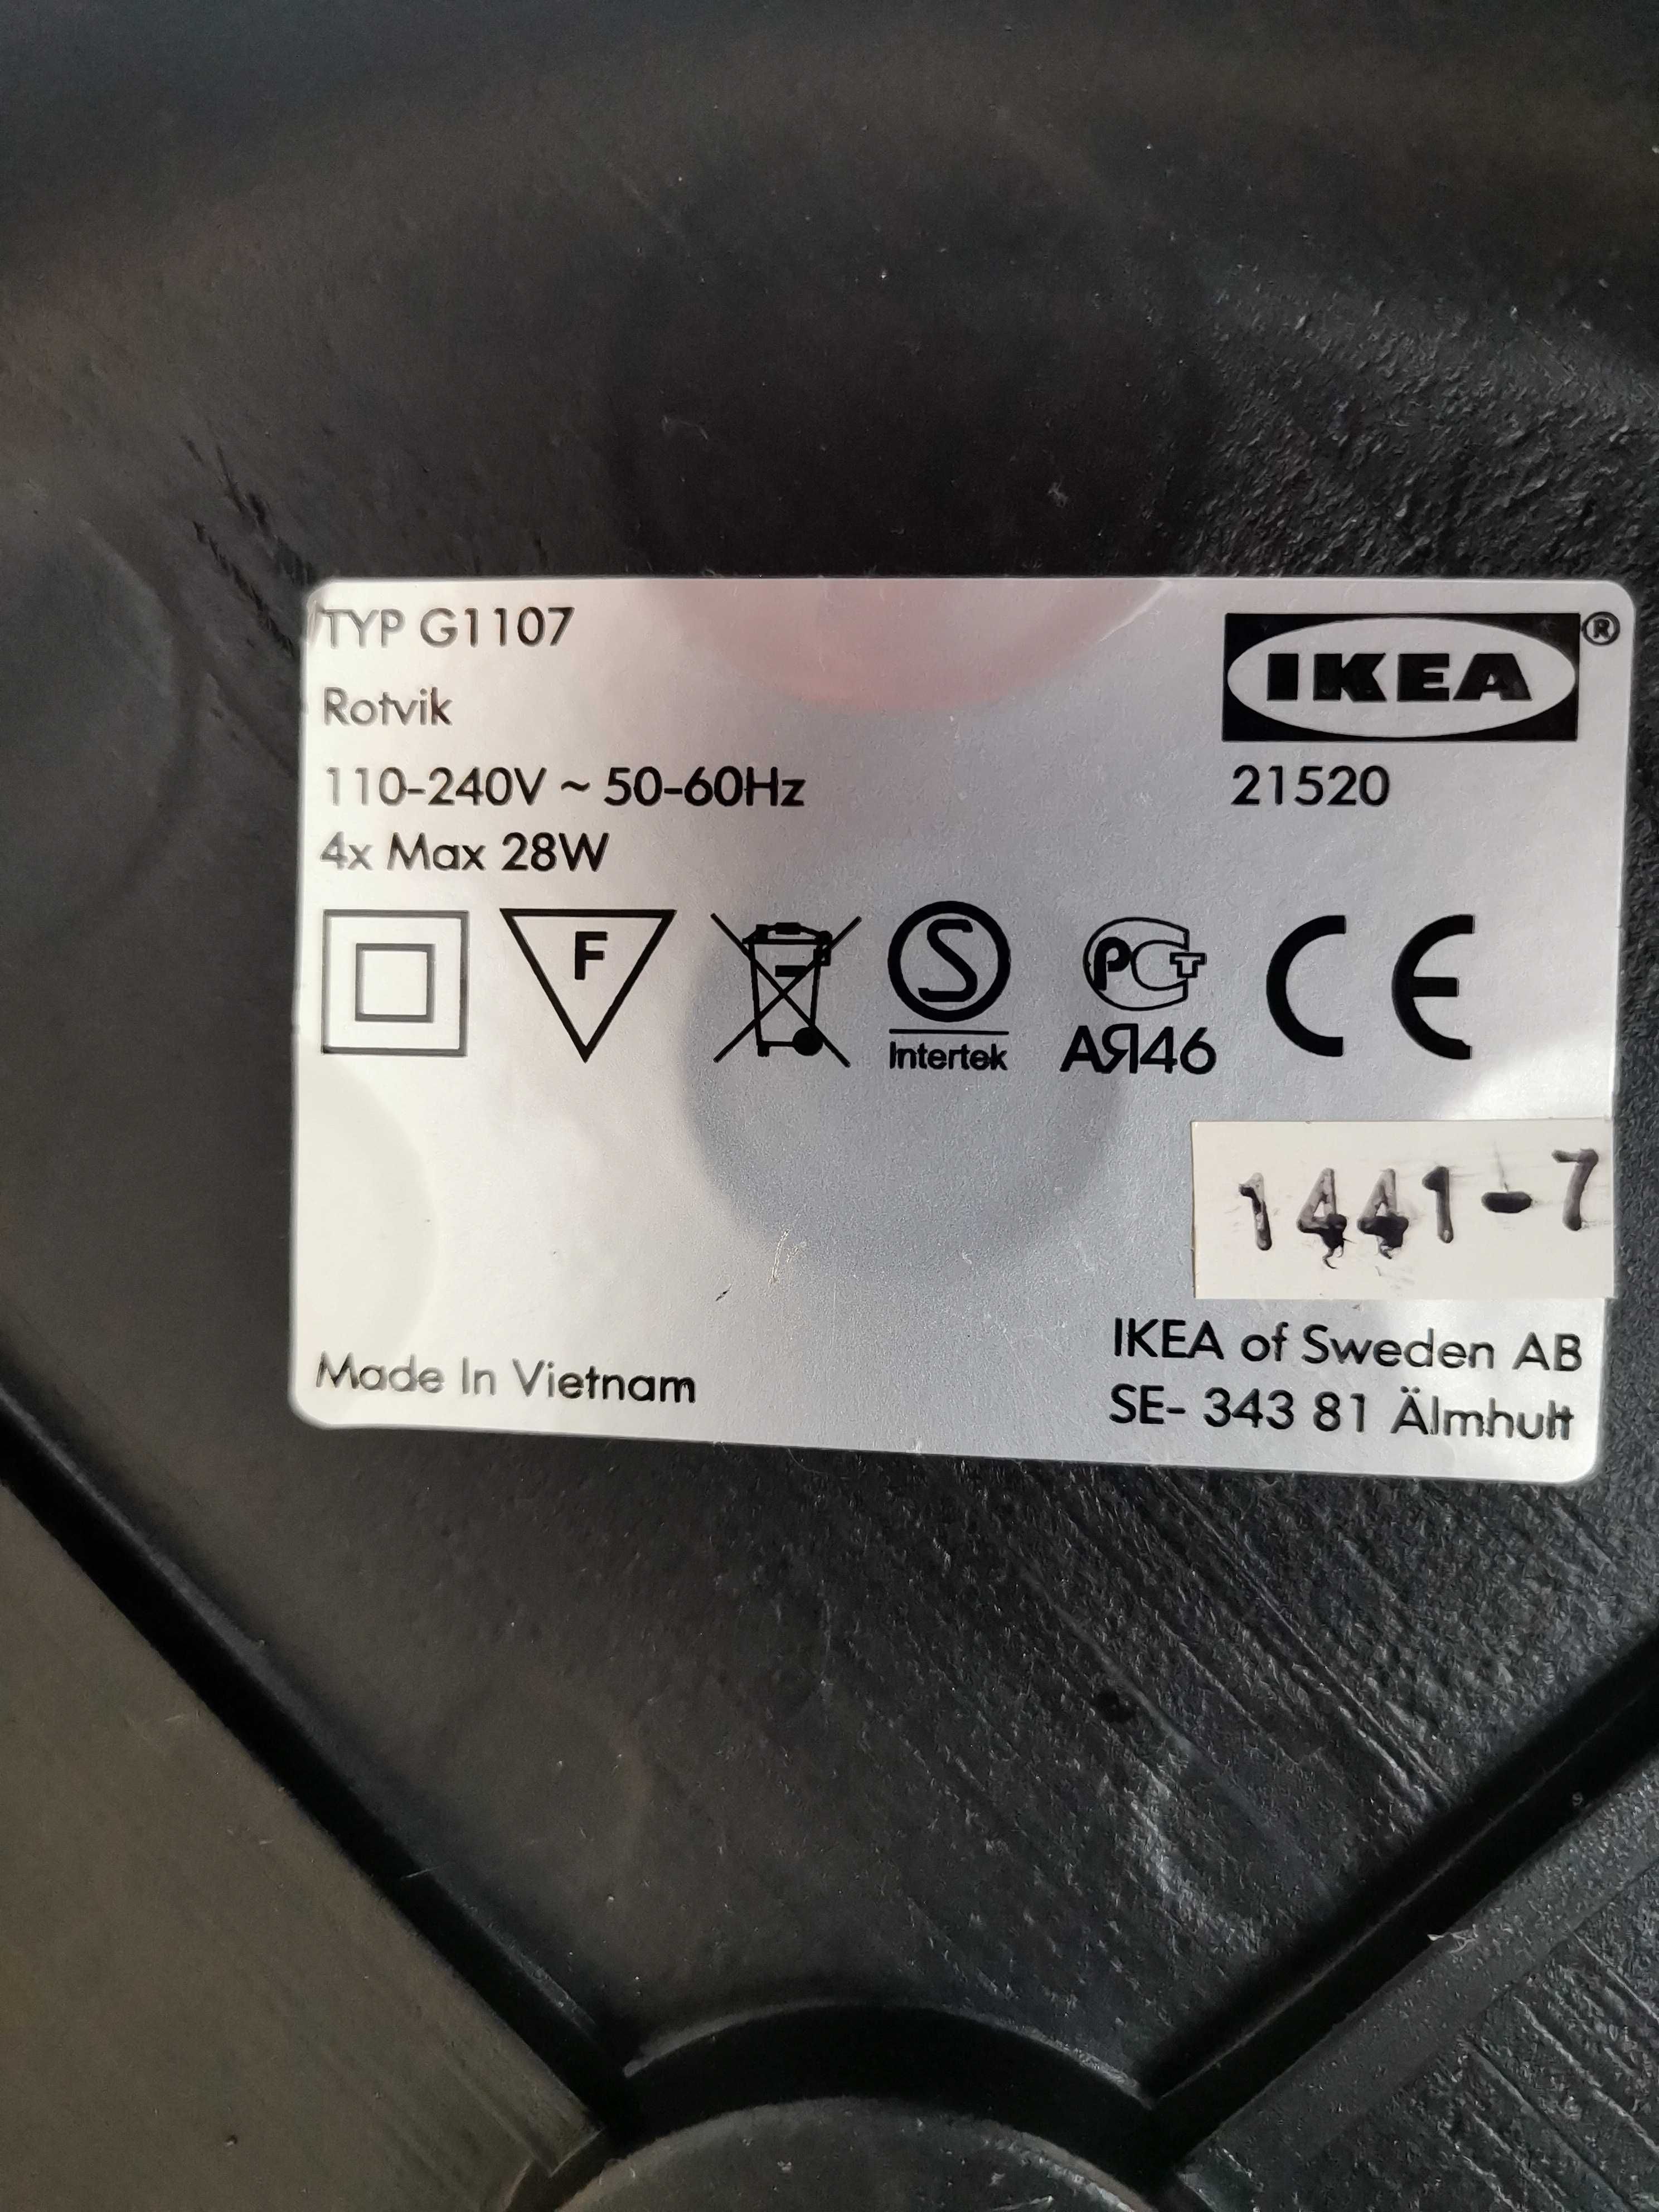 TYP G1107
IKEA®
Rotvik
21520
110-240V ~ 50-60Hz
4x Max 28W
F
S
Intertek
PCT
АЯ46
CE
1441-7
Made In Vietnam
IKEA of Sweden AB
SE- 343 81 Älmhult